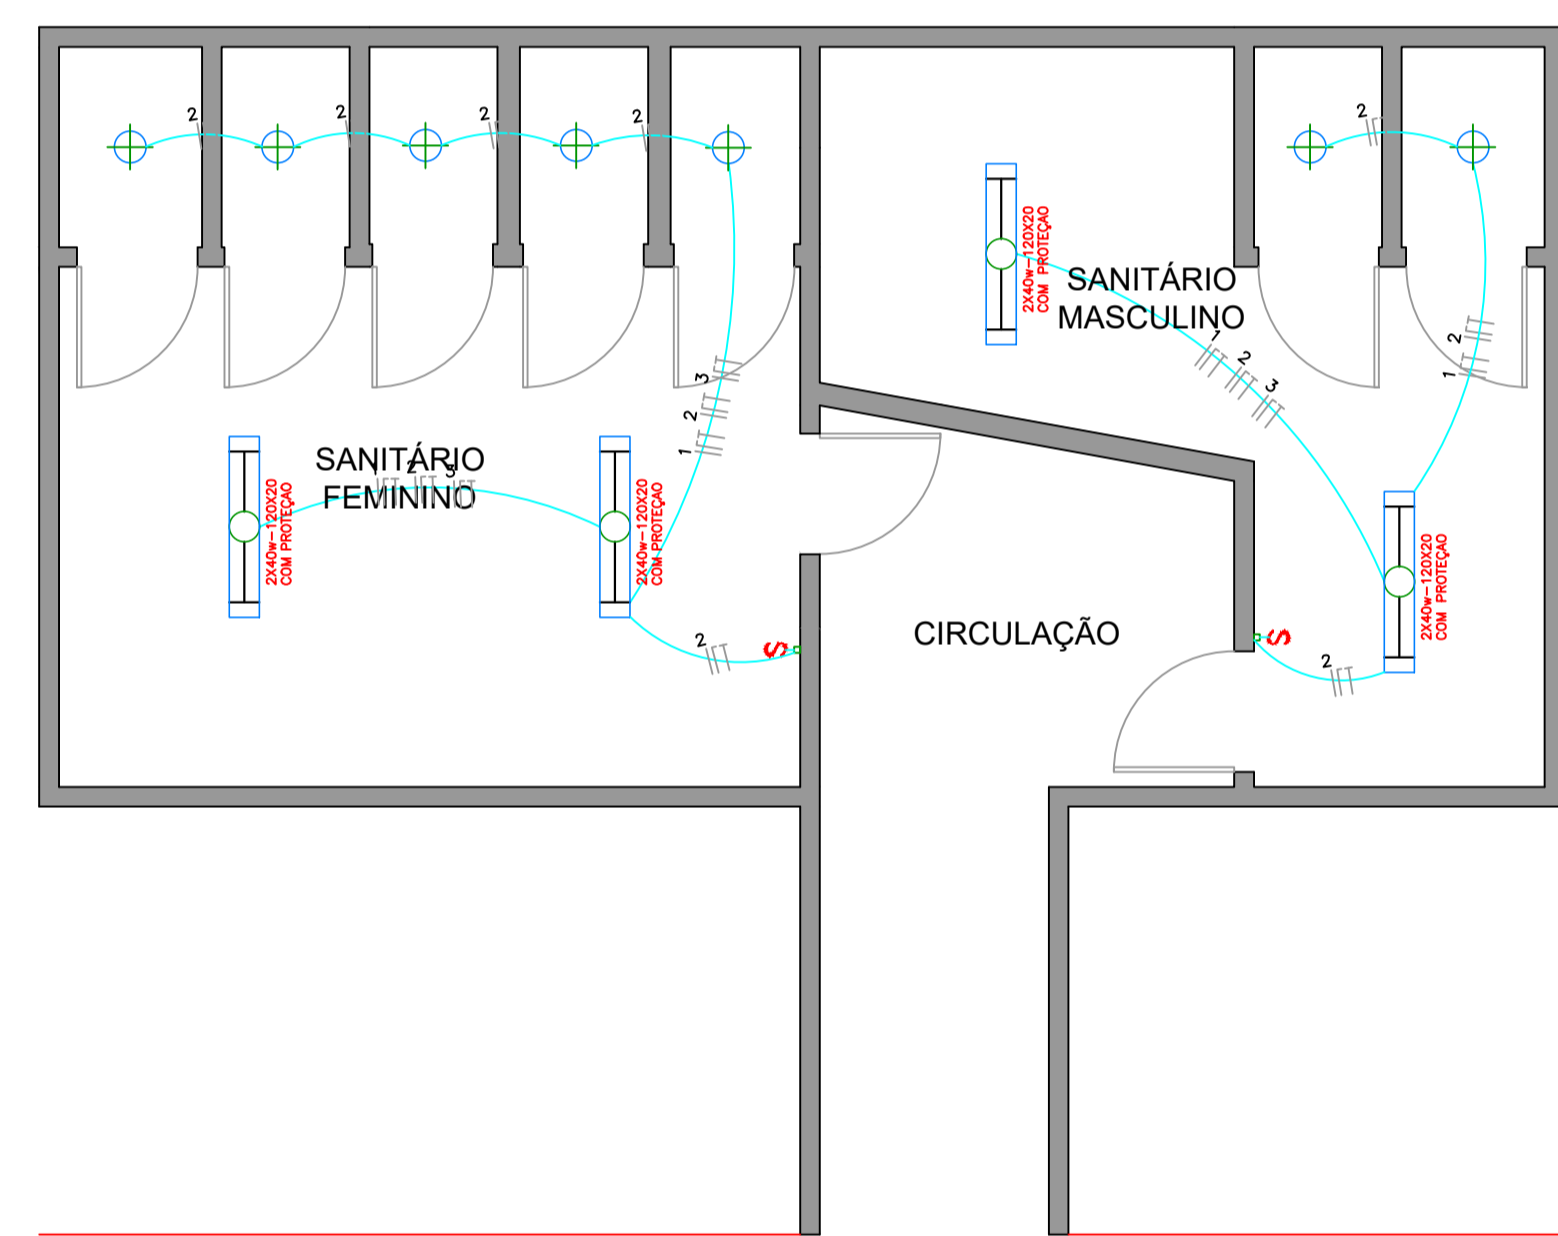 2
2
2
2
2
2X40w-120X20
COM PROTEÇAO
SANITÁRIO
MASCULINO
1
2
3
2
1
3
2
1
SANITÁRIO
FEMININO
1
2
3
2X40w-120X20
COM PROTEÇAO
2X40w-120X20
COM PROTEÇAO
2X40w-120X20
COM PROTEÇAO
2
S
CIRCULAÇÃO
S
2